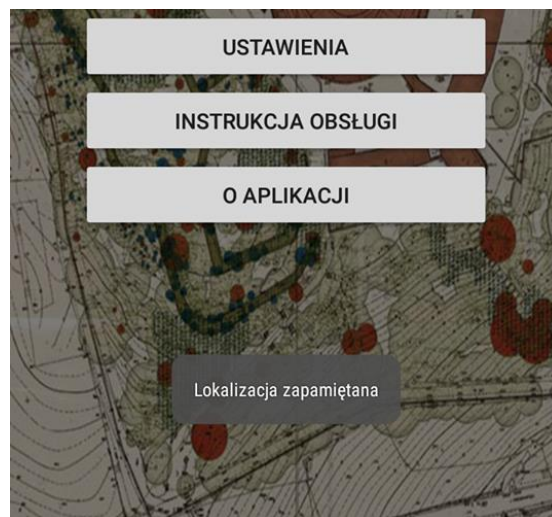 USTAWIENIA
INSTRUKCJA OBSŁUGI
O APLIKACJI
Lokalizacja zapamiętana